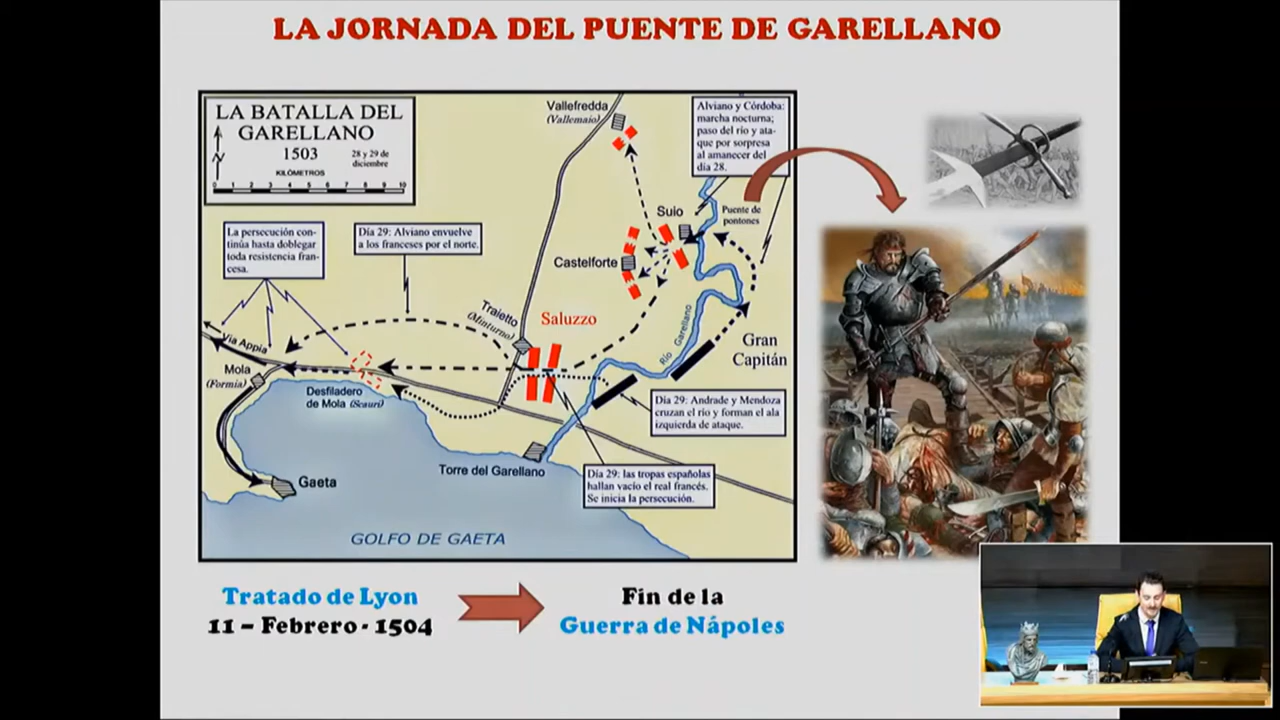 LA JORNADA DEL PUENTE DE GARELLANO
LA BATALLA DEL
GARELLANO
1503
28 y 29 de
diciembre
N
KILÓMETROS
0 1 2 3 4 5 6 7 8 9 10
Vallefredda
(Vallemaio)
Alviano y Córdoba:
marcha nocturna;
paso del río y ata-
que por sorpresa
al amanecer del
día 28.
La persecución con-
tinúa hasta doblegar
toda resistencia fran-
cesa.
Día 29: Alviano envuelve
a los franceses por el norte.
Suio
Puente de
pontones
Castelforte
Traietto
(Minturno)
Saluzzo
Río Garellano
Gran
Capitán
Via Appia
Mola
(Formia)
Desfiladero
de Mola (Scauri)
Día 29: Andrade y Mendoza
cruzan el río y forman el ala
izquierda de ataque.
Torre del Garellano
Día 29: las tropas españolas
hallan vacío el real francés.
Se inicia la persecución.
Gaeta
GOLFO DE GAETA
Tratado de Lyon
11 – Febrero - 1504
Fin de la
Guerra de Nápoles